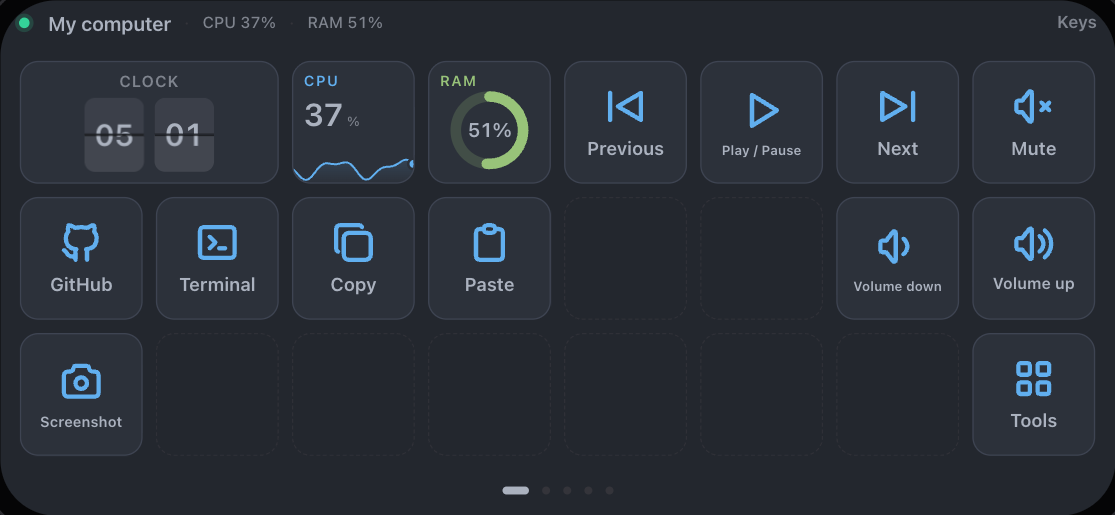 My computer · CPU 37% · RAM 51% Keys
CLOCK
05 01
CPU
37 %
RAM
51%
Previous
Play / Pause
Next
Mute
GitHub
Terminal
Copy
Paste
Volume down
Volume up
Screenshot
Tools